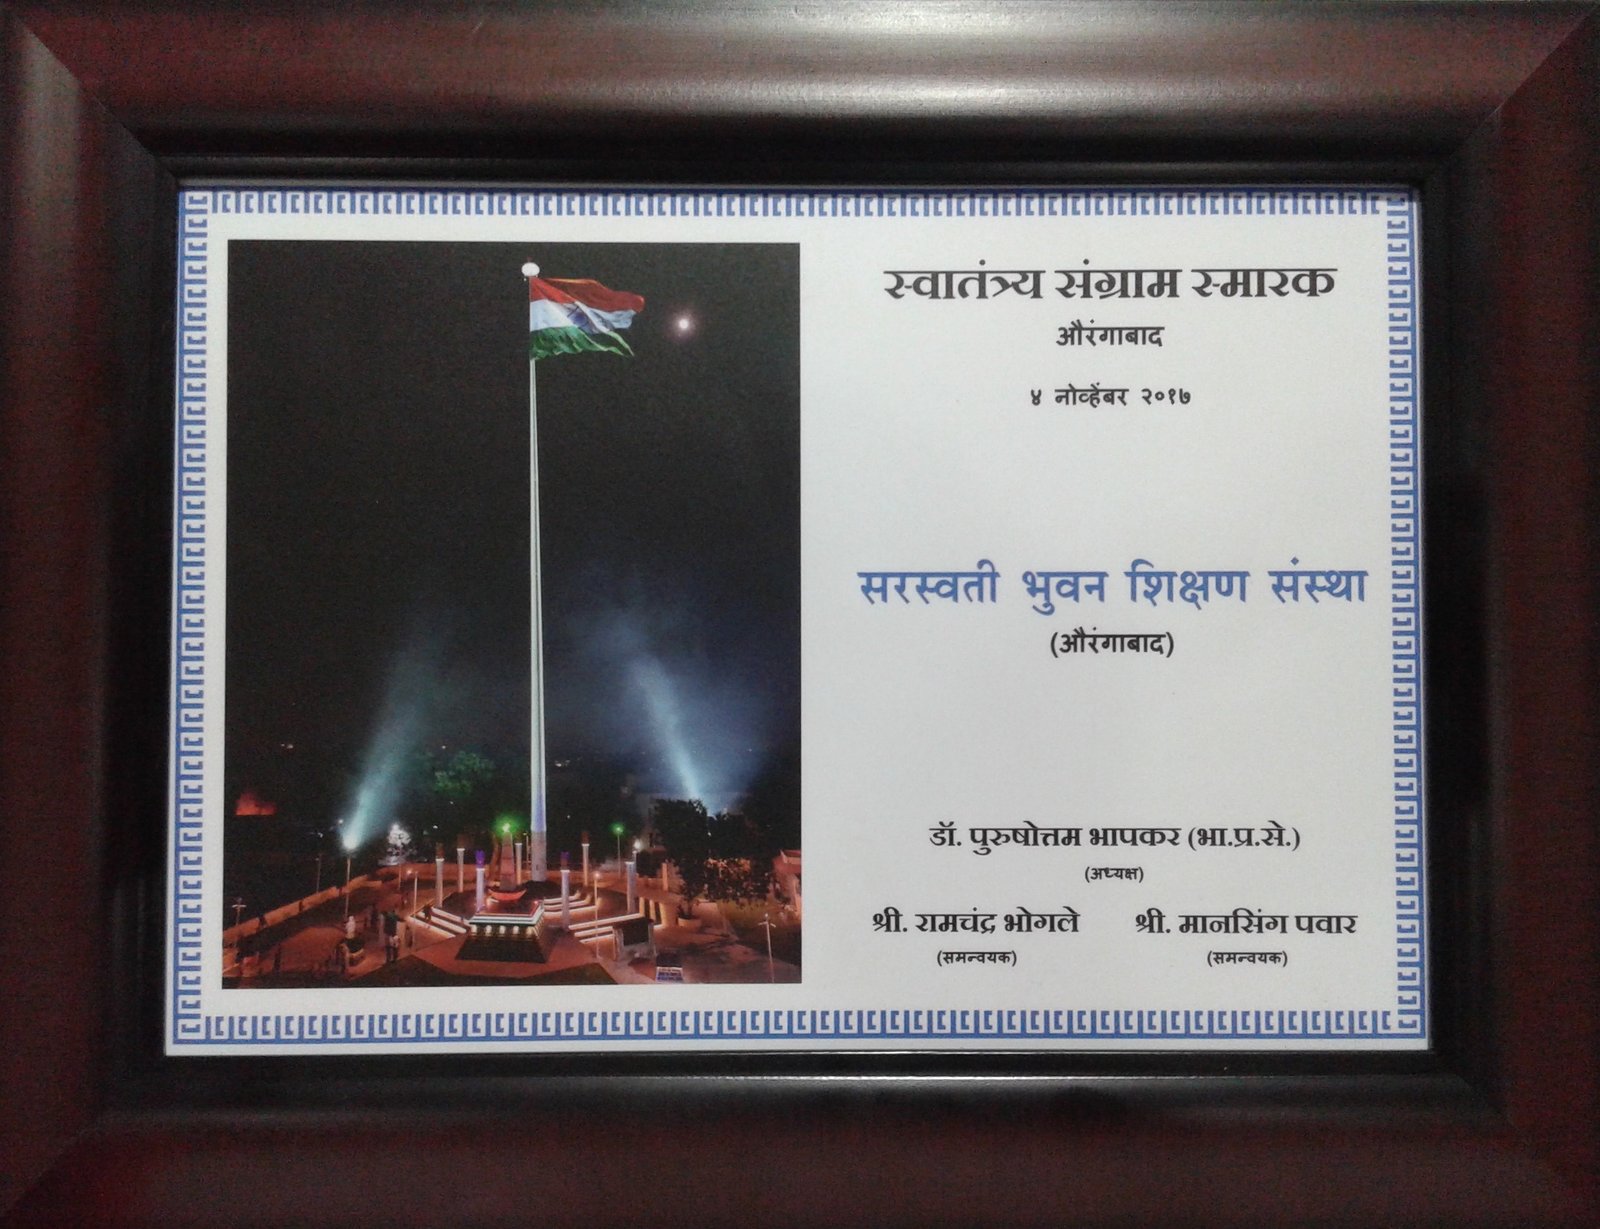 स्वातंत्र्य संग्राम स्मारक
औरंगाबाद
४ नोव्हेंबर २०१७
सरस्वती भुवन शिक्षण संस्था
(औरंगाबाद)
डॉ. पुरुषोत्तम भापकर (भा.प्र.से.)
(अध्यक्ष)
श्री. रामचंद्र भोगले श्री. मानसिंग पवार
(समन्वयक) (समन्वयक)